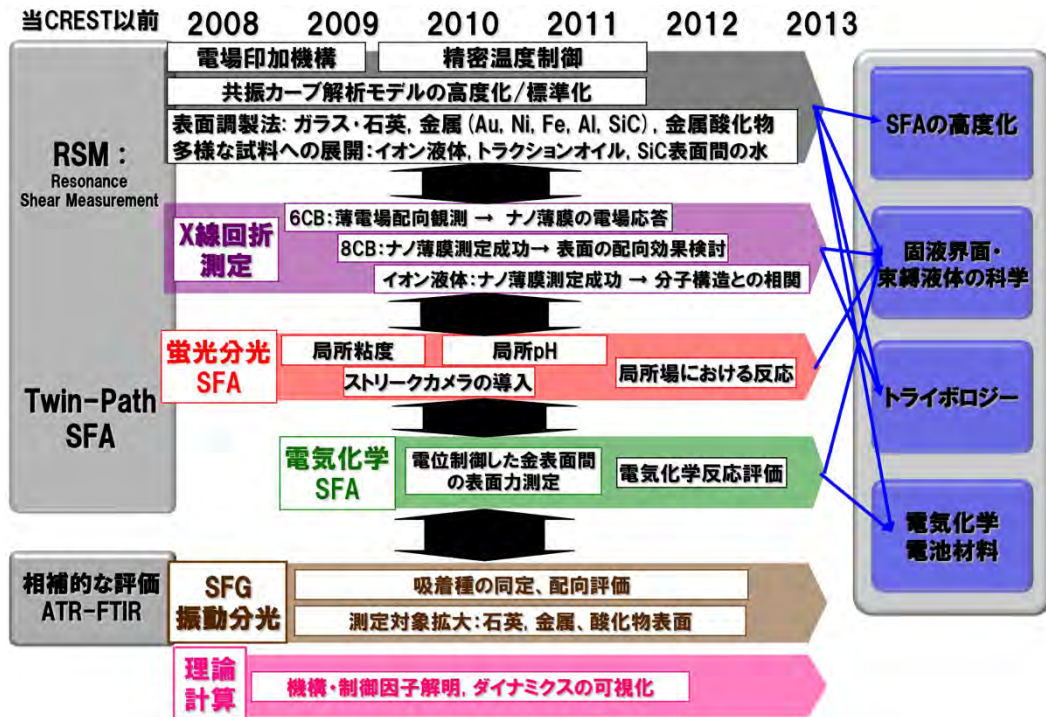 当CREST以前 2008 2009 2010 2011 2012 2013
RSM :
Resonance
Shear Measurement
Twin-Path
SFA
電場印加機構
精密温度制御
共振カーブ解析モデルの高度化/標準化
表面調製法: ガラス・石英, 金属 (Au, Ni, Fe, Al, SiC) , 金属酸化物
多様な試料への展開:イオン液体, トラクションオイル, SiC表面間の水
X線回折
測定
6CB:薄電場配向観測 → ナノ薄膜の電場応答
8CB:ナノ薄膜測定成功→ 表面の配向効果検討
イオン液体:ナノ薄膜測定成功 → 分子構造との相関
蛍光分光
SFA
局所粘度
局所pH
ストリークカメラの導入
局所場における反応
電気化学
SFA
電位制御した金表面間
の表面力測定
電気化学反応評価
相補的な評価
ATR-FTIR
SFG
振動分光
吸着種の同定、配向評価
測定対象拡大:石英, 金属、酸化物表面
理論
計算
機構・制御因子解明, ダイナミクスの可視化
SFAの高度化
固液界面・
束縛液体の科学
トライボロジー
電気化学
電池材料